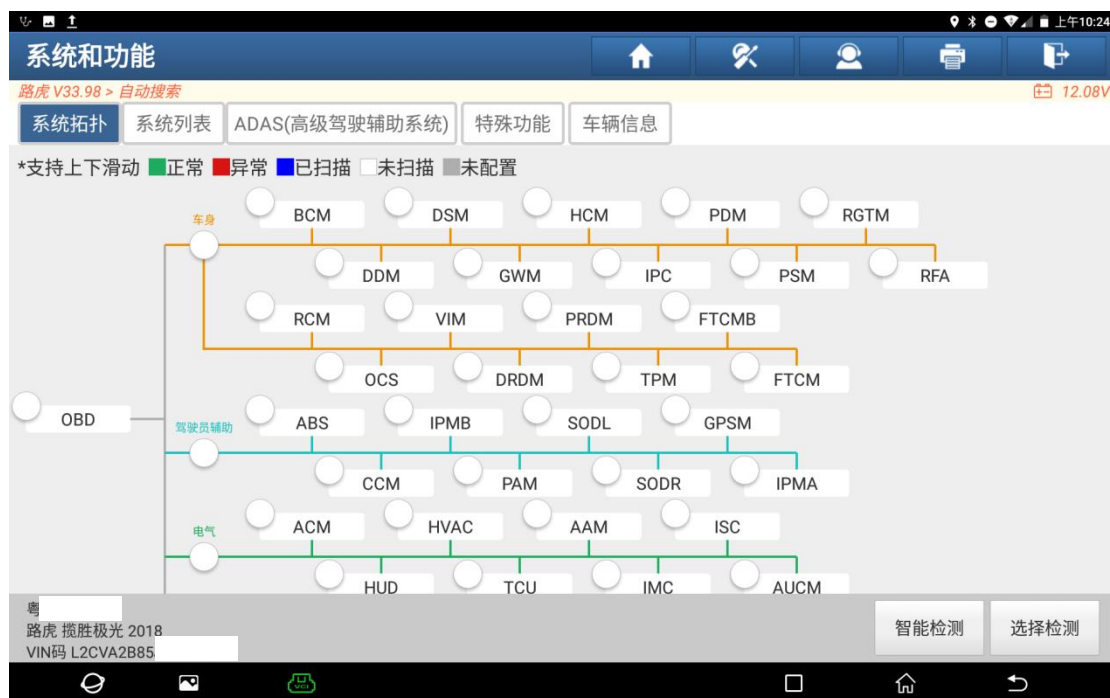 上午10:24
系统和功能
路虎 V33.98 > 自动搜索 12.08V
系统拓扑 系统列表 ADAS(高级驾驶辅助系统) 特殊功能 车辆信息
*支持上下滑动 正常 异常 已扫描 未扫描 未配置
车身 BCM DSM HCM PDM RGTM
DDM GWM IPC PSM RFA
RCM VIM PRDM FTCMB
OCS DRDM TPM FTCM
OBD 驾驶员辅助 ABS IPMB SODL GPSM
CCM PAM SODR IPMA
电气 ACM HVAC AAM ISC
HUD TCU IMC AUCM
粤
路虎 揽胜极光 2018
VIN码 L2CVA2B85
智能检测 选择检测
VCI